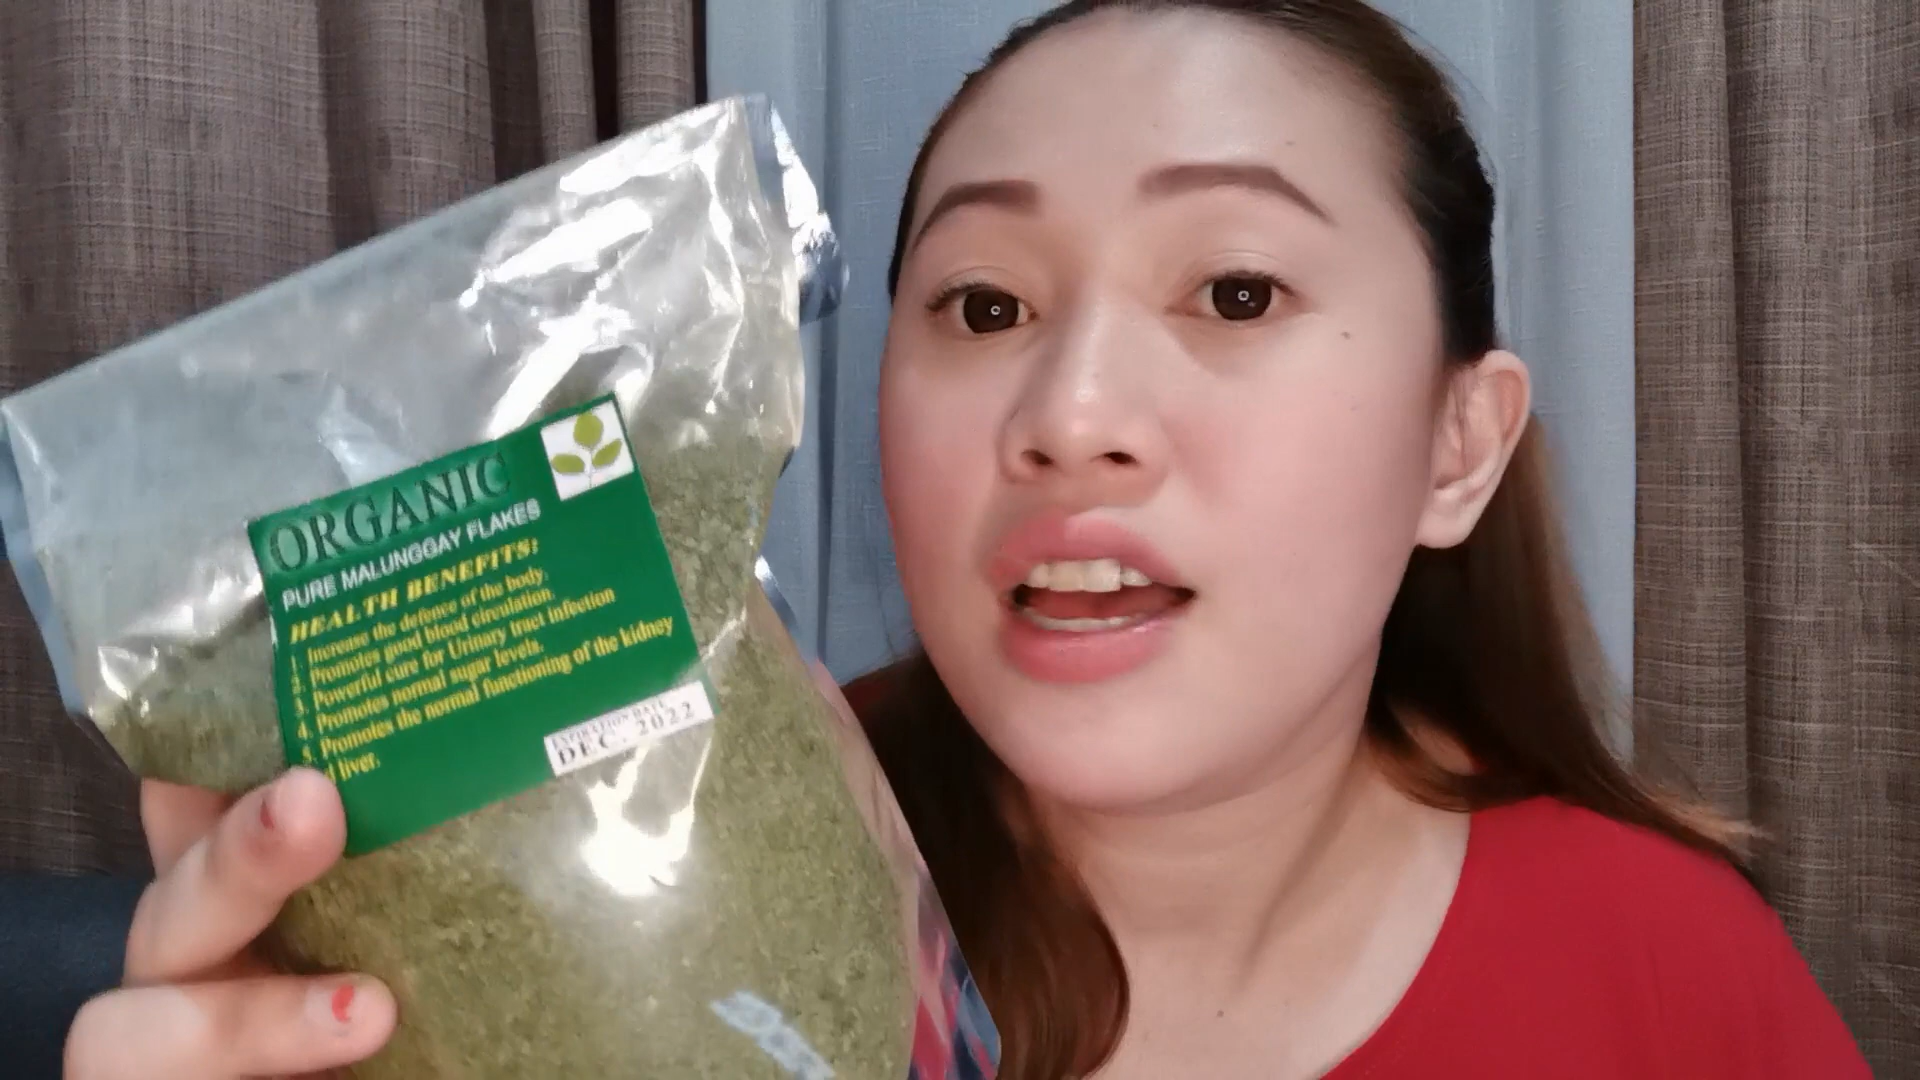 ORGANIC
PURE MALUNGGAY FLAKES
HEALTH BENEFITS:
1. Increase the defence of the body.
2. Promotes good blood circulation.
3. Powerful cure for Urinary tract infection
4. Promotes normal sugar levels.
5. Promotes the normal functioning of the kidney
liver.
EXPIRATION DATE
DEC. 2022